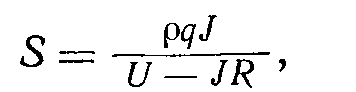 S = ρqJ / (U — JR),